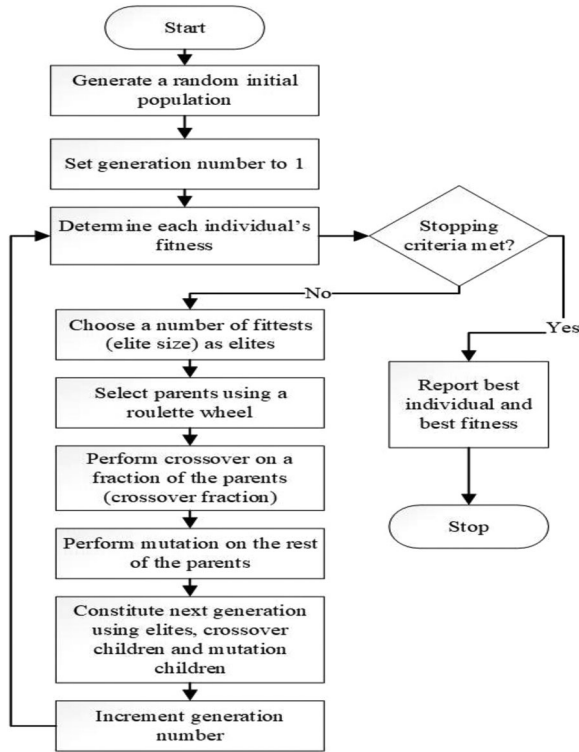 Start
Generate a random initial
population
Set generation number to 1
Determine each individual's
fitness
Stopping
criteria met?
No
Yes
Choose a number of fittests
(elite size) as elites
Select parents using a
roulette wheel
Perform crossover on a
fraction of the parents
(crossover fraction)
Perform mutation on the rest
of the parents
Constitute next generation
using elites, crossover
children and mutation
children
Increment generation
number
Report best
individual and
best fitness
Stop